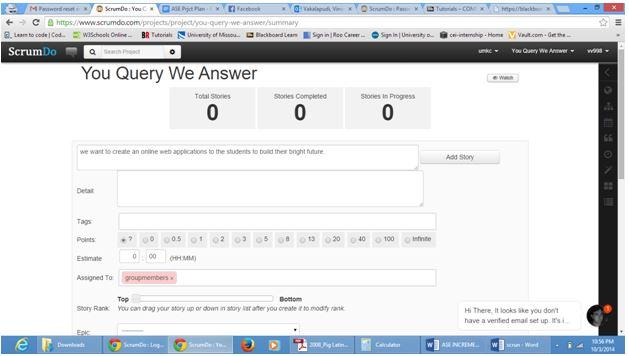 Password reset
ScrumDo : You C
ASE Prjct Plan -
Facebook
Vakalapudi, Vino
ScrumDo : Passw
Tutorials – CON
https://blackboa
https://www.scrumdo.com/projects/project/you-query-we-answer/summary
Learn to code | Cod...
W3Schools Online ...
Tutorials
University of Missou...
Blackboard Learn
Sign in | Roo Career ...
Sign In | University o...
cei-internship - Home
Vault.com - Get the ...
ScrumDo
Search Project
umkc
You Query We Answer
vv998
You Query We Answer
Watch
Total Stories
Stories Completed
Stories In Progress
0
0
0
we want to create an online web applications to the students to build their bright future.
Add Story
Detail:
Tags:
Points: ? 0 0.5 1 2 3 5 8 13 20 40 100 Infinite
Estimate 0 : 00 (HH:MM)
Assigned To: groupmembers x
Story Rank: Top Bottom
You can drag your story up or down in story list after you create it to modify rank.
Epic: ----------
Hi There, It looks like you don't
have a verified email set up. It's i...
1
Downloads
ScrumDo : Log...
ScrumDo : Yo...
2008_Pig Latin...
Calculator
ASE INCREME...
scrun - Word
10:56 PM
10/3/2014